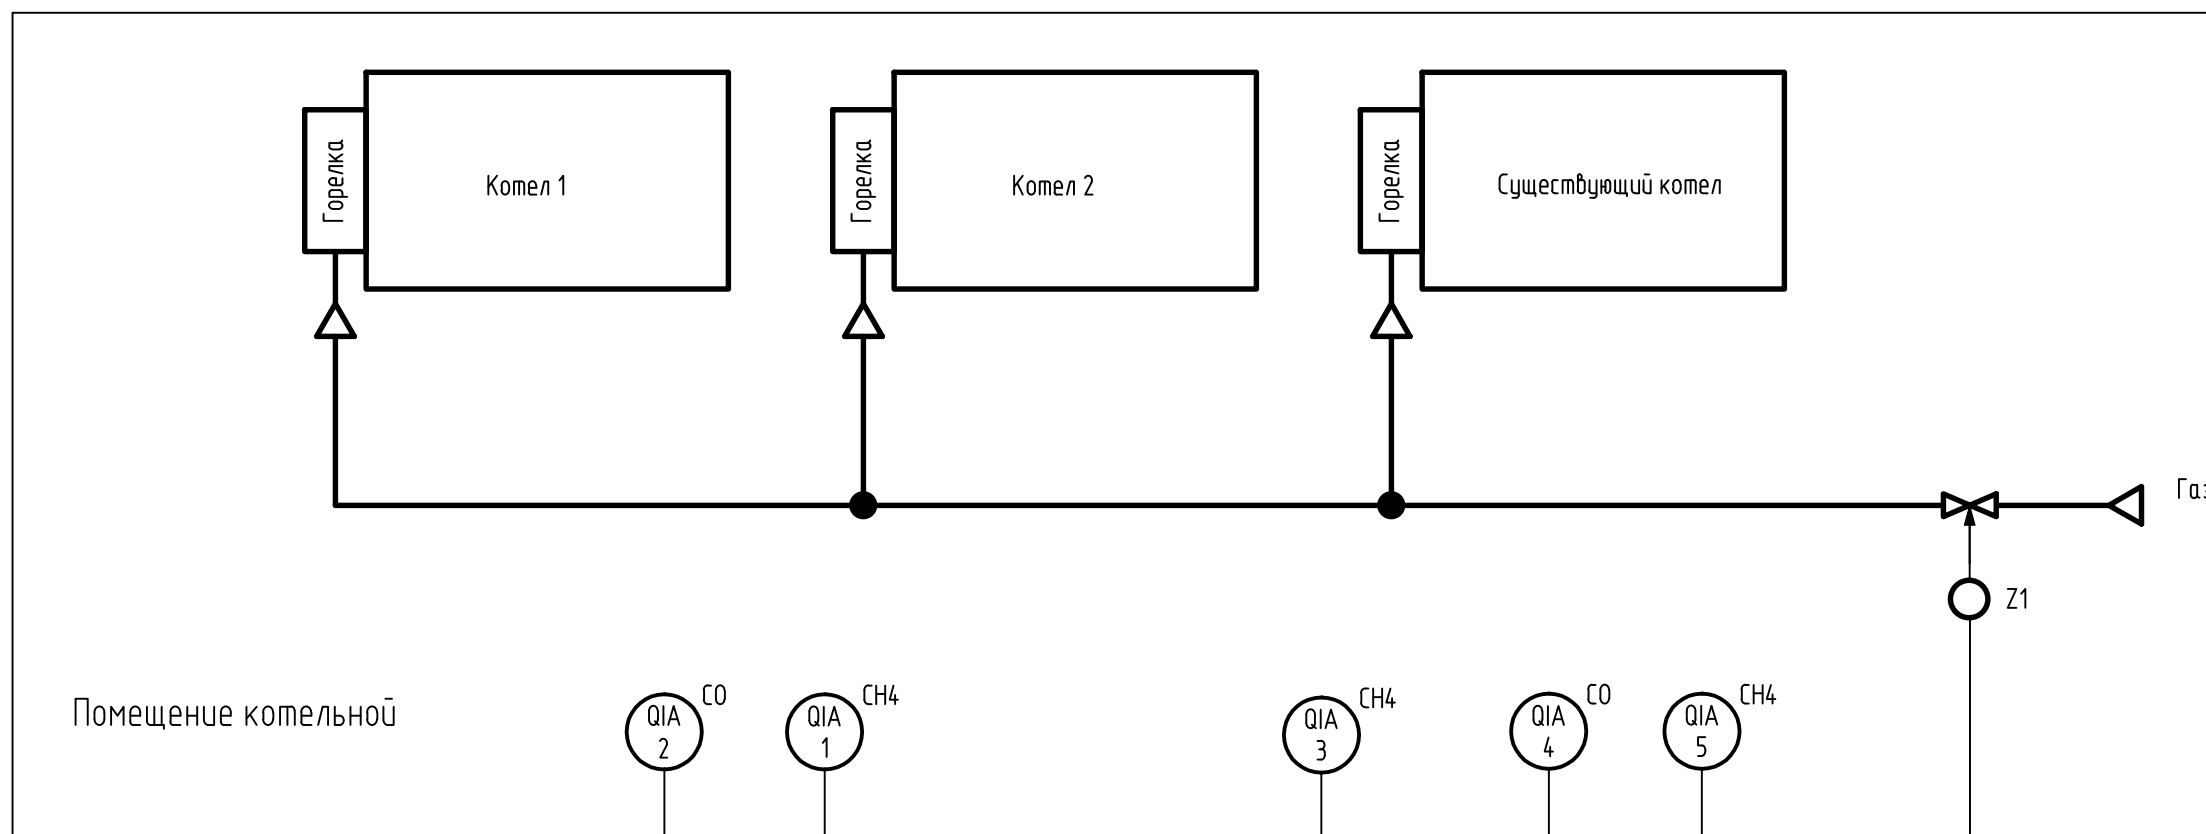 Горелка
Котел 1
Горелка
Котел 2
Горелка
Существующий котел
Газ
Z1
Помещение котельной
QIA
2
CO
QIA
1
CH4
QIA
3
CH4
QIA
4
CO
QIA
5
CH4